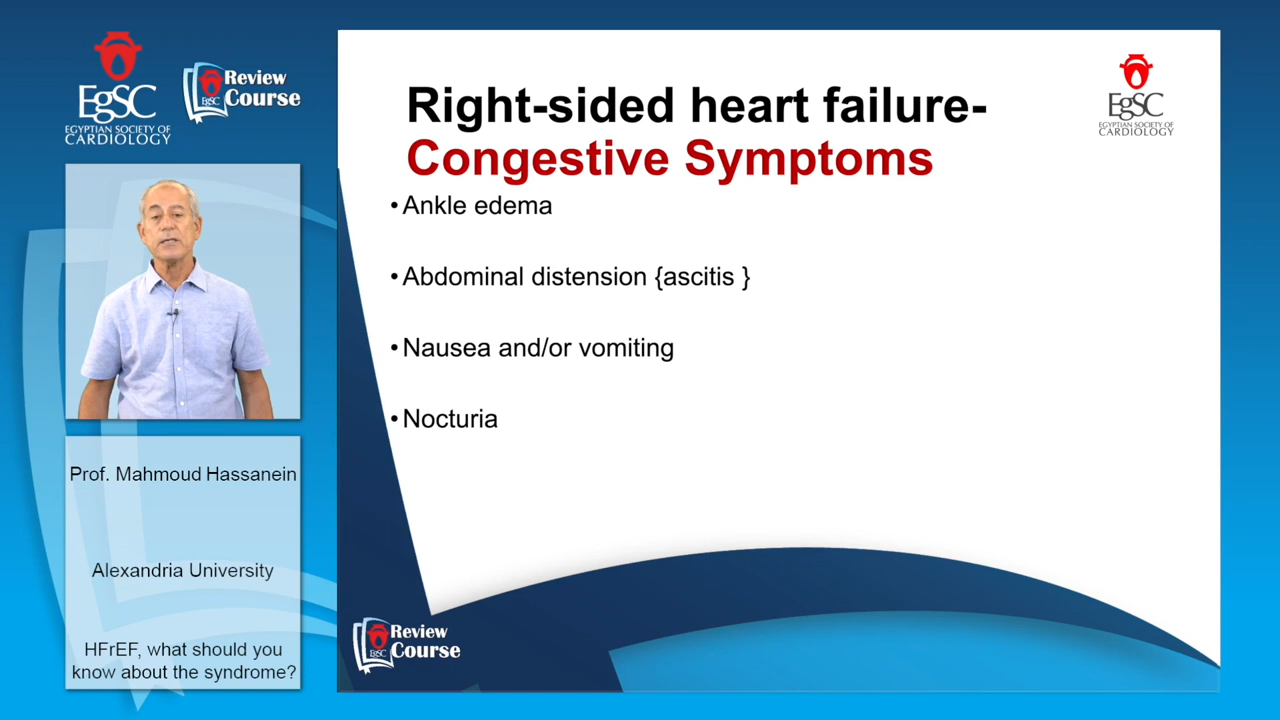 EgSC
EGYPTIAN SOCIETY OF
CARDIOLOGY
EgSC
Review
Course
Prof. Mahmoud Hassanein
Alexandria University
HFrEF, what should you
know about the syndrome?
Right-sided heart failure-
Congestive Symptoms
•Ankle edema
•Abdominal distension {ascitis }
•Nausea and/or vomiting
•Nocturia
EgSC
EGYPTIAN SOCIETY OF
CARDIOLOGY
EgSC
Review
Course